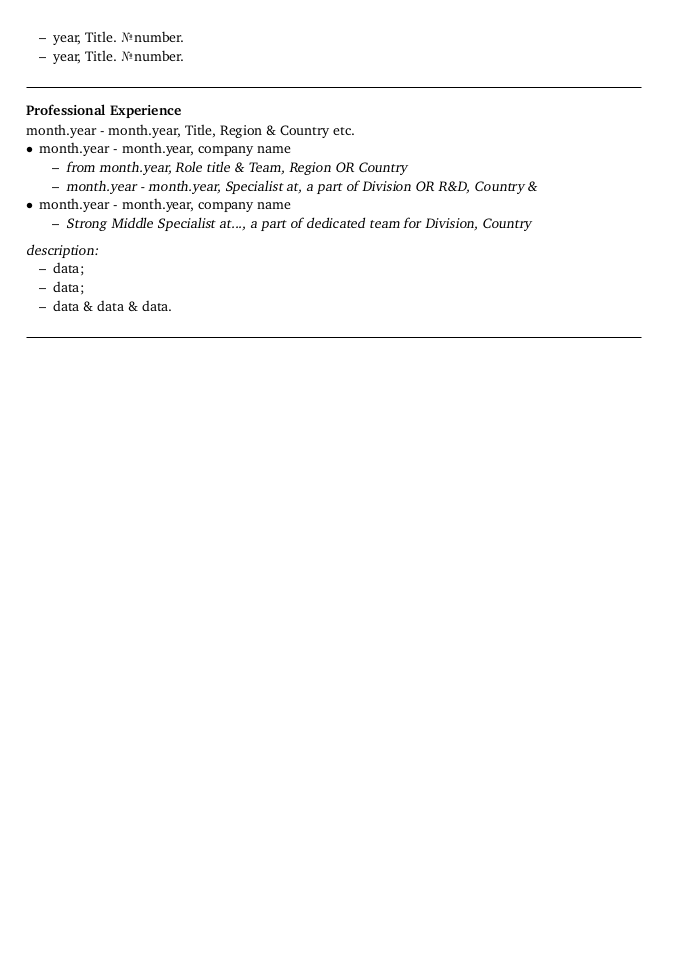 – year, Title. №number.
– year, Title. №number.
Professional Experience
month.year - month.year, Title, Region & Country etc.
• month.year - month.year, company name
– from month.year, Role title & Team, Region OR Country
– month.year - month.year, Specialist at, a part of Division OR R&D, Country &
• month.year - month.year, company name
– Strong Middle Specialist at..., a part of dedicated team for Division, Country
description:
– data;
– data;
– data & data & data.